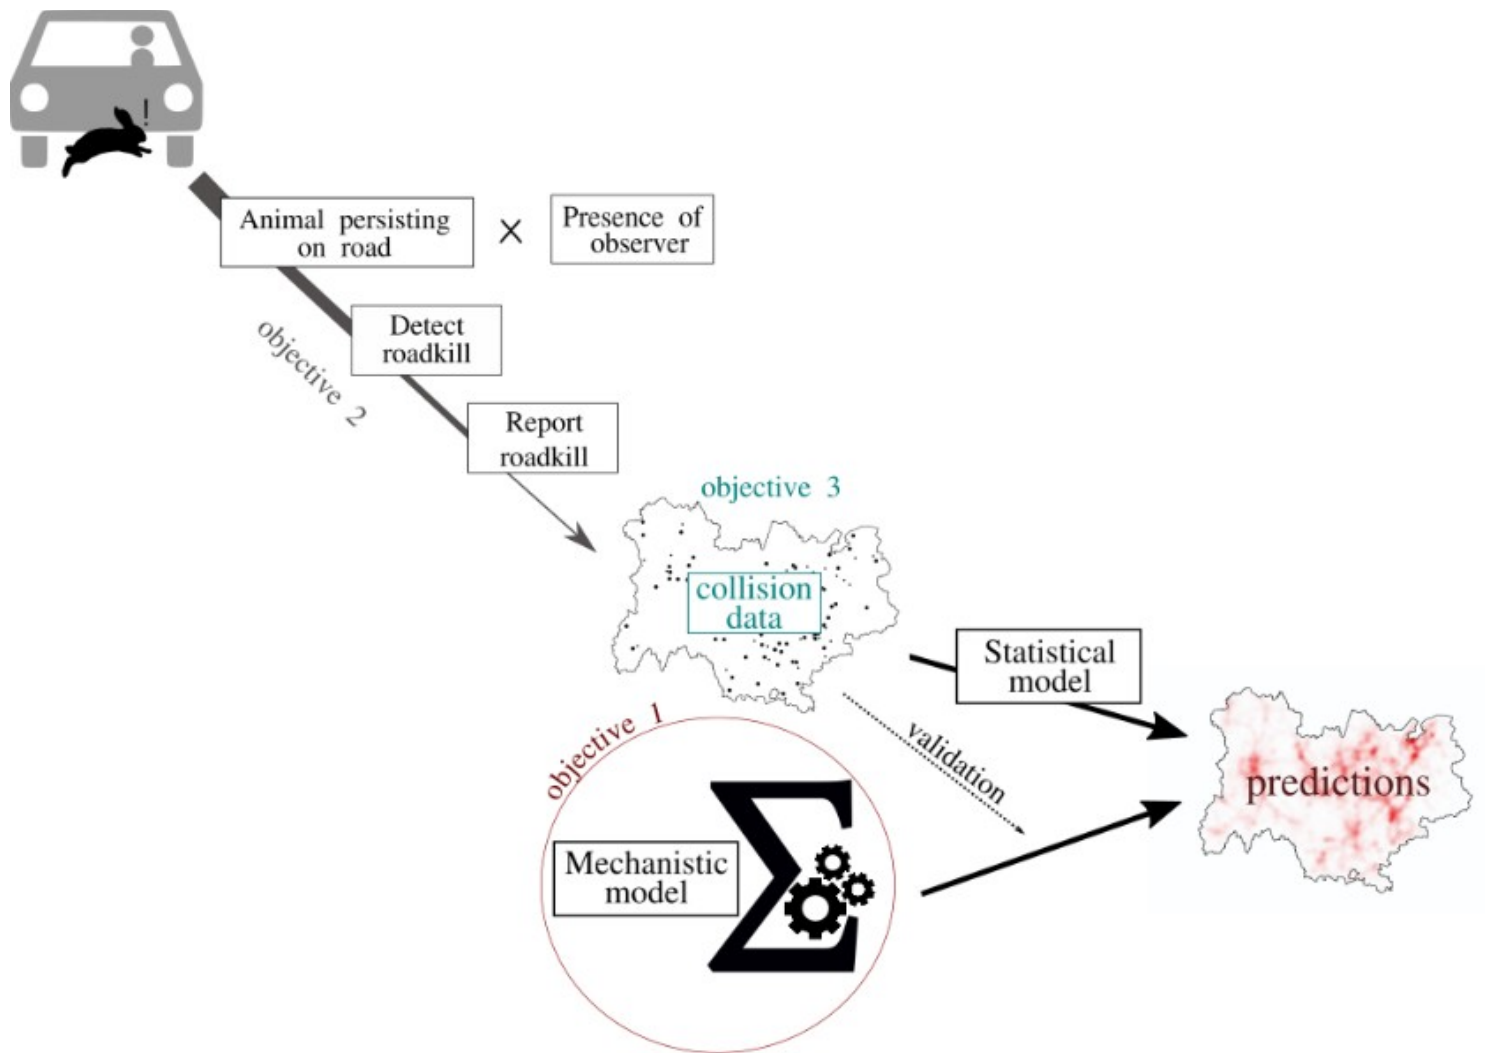 !
Animal persisting
on road
×
Presence of
observer
Detect
roadkill
objective 2
Report
roadkill
objective 3
collision
data
Statistical
model
objective 1
validation
predictions
Mechanistic
model
Σ